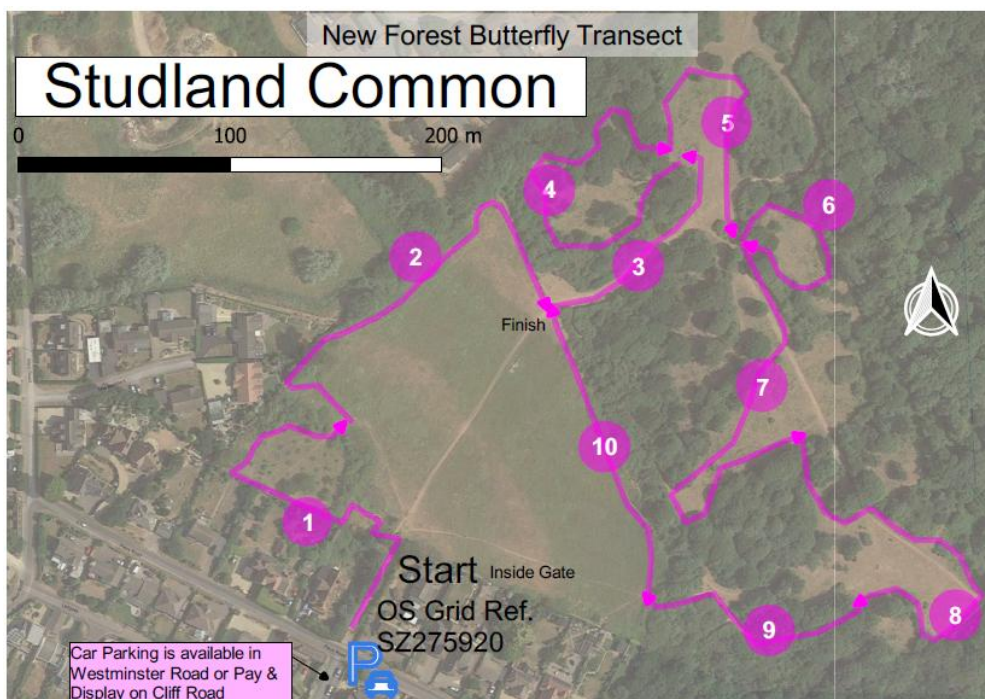 New Forest Butterfly Transect
Studland Common
0 100 200 m
5
4
6
2
3
Finish
7
10
1
Start Inside Gate
OS Grid Ref.
SZ275920
8
9
Car Parking is available in
Westminster Road or Pay &
Display on Cliff Road
P